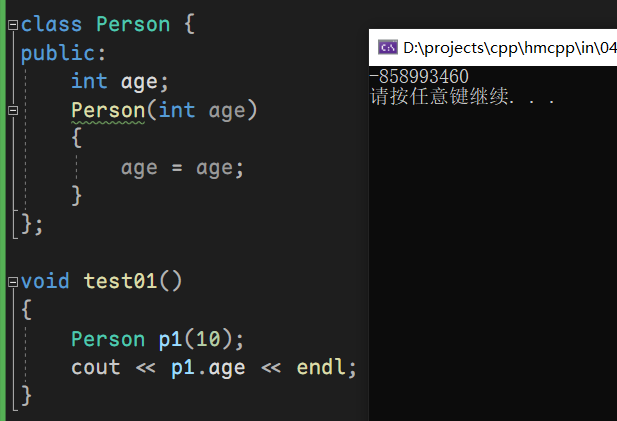 class Person {
public:
    int age;
    Person(int age)
    {
        age = age;
    }
};
void test01()
{
    Person p1(10);
    cout << p1.age << endl;
}
D:\projects\cpp\hmcpp\in\04
-858993460
请按任意键继续. . .